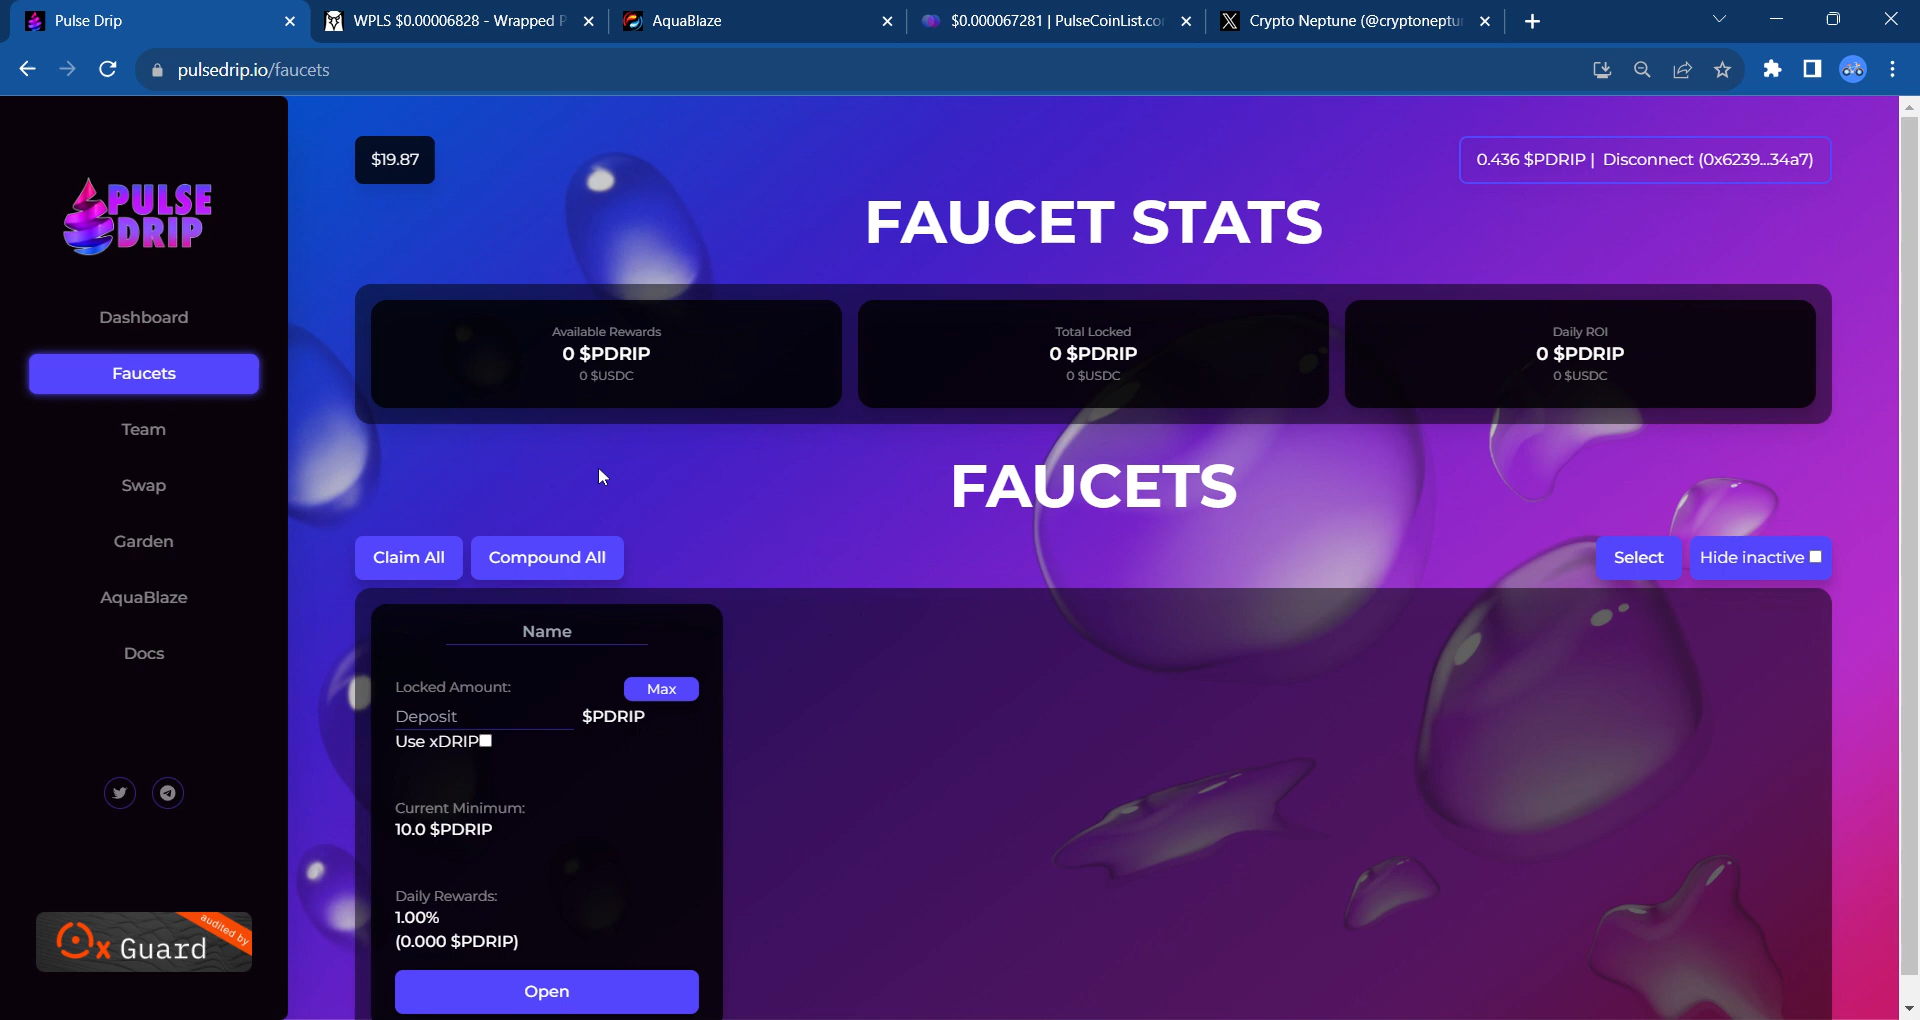 Pulse Drip
WPLS $0.00006828 - Wrapped P
AquaBlaze
$0.000067281 | PulseCoinList.co
Crypto Neptune (@cryptoneptu
pulsedrip.io/faucets
PULSE
DRIP
Dashboard
Faucets
Team
Swap
Garden
AquaBlaze
Docs
audited by
0x Guard
$19.87
0.436 $PDRIP | Disconnect (0x6239...34a7)
FAUCET STATS
Available Rewards
0 $PDRIP
0 $USDC
Total Locked
0 $PDRIP
0 $USDC
Daily ROI
0 $PDRIP
0 $USDC
FAUCETS
Claim All
Compound All
Select
Hide inactive
Name
Locked Amount:
Max
Deposit
$PDRIP
Use xDRIP
Current Minimum:
10.0 $PDRIP
Daily Rewards:
1.00%
(0.000 $PDRIP)
Open